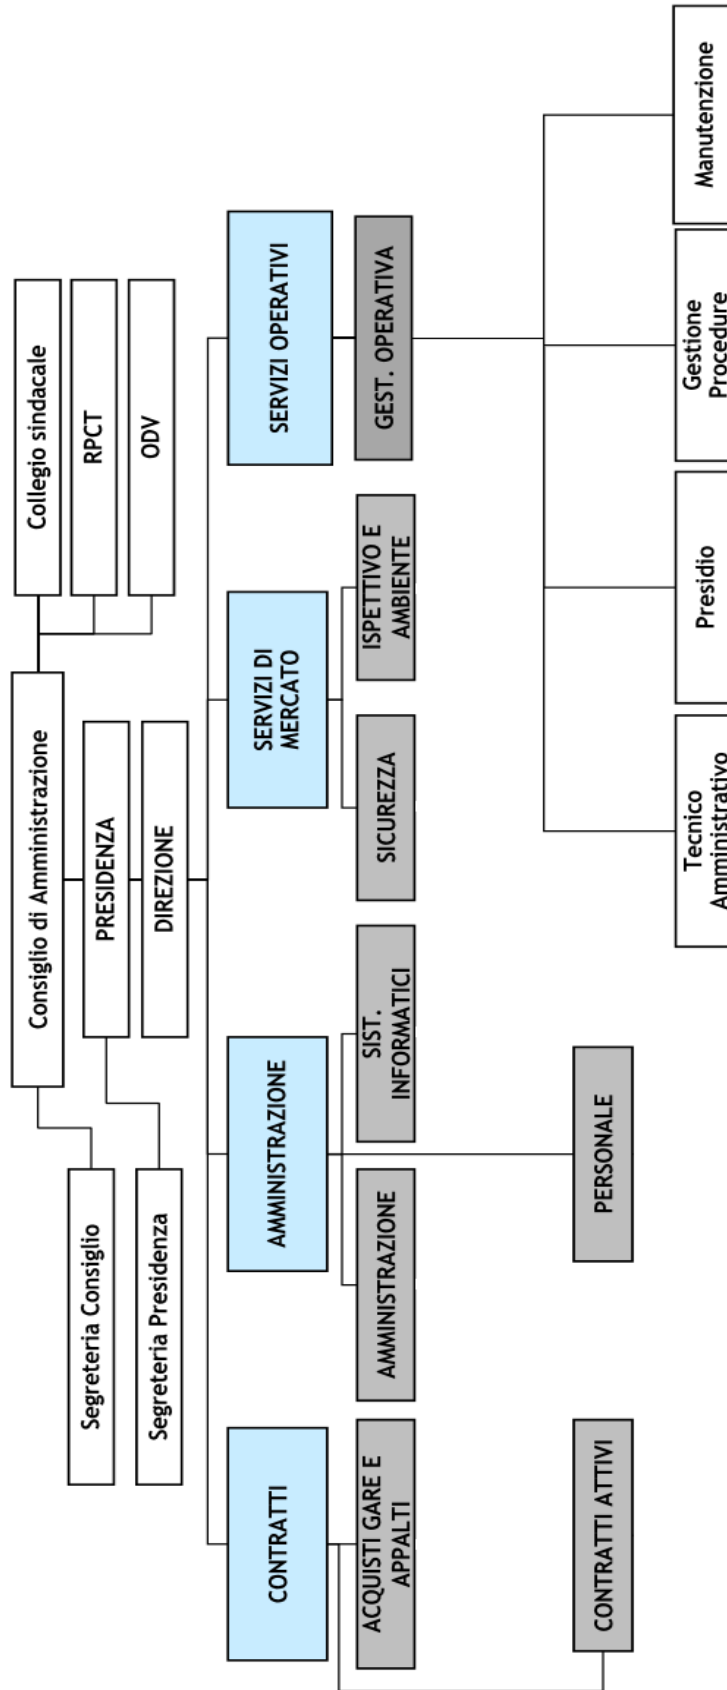 Consiglio di Amministrazione
Collegio sindacale
RPCT
ODV
Segreteria Consiglio
PRESIDENZA
Segreteria Presidenza
DIREZIONE
CONTRATTI
AMMINISTRAZIONE
SERVIZI DI
MERCATO
SERVIZI OPERATIVI
ACQUISTI GARE E
APPALTI
AMMINISTRAZIONE
SIST.
INFORMATICI
SICUREZZA
ISPETTIVO E
AMBIENTE
GEST. OPERATIVA
CONTRATTI ATTIVI
PERSONALE
Tecnico
Amministrativo
Presidio
Gestione
Procedure
Manutenzione